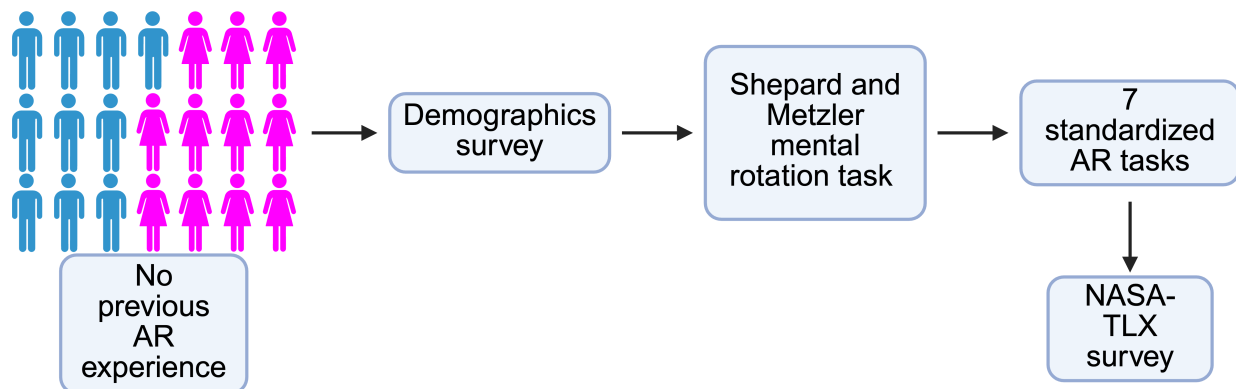 No
previous
AR
experience
Demographics
survey
Shepard and
Metzler
mental
rotation task
7
standardized
AR tasks
NASA-
TLX
survey